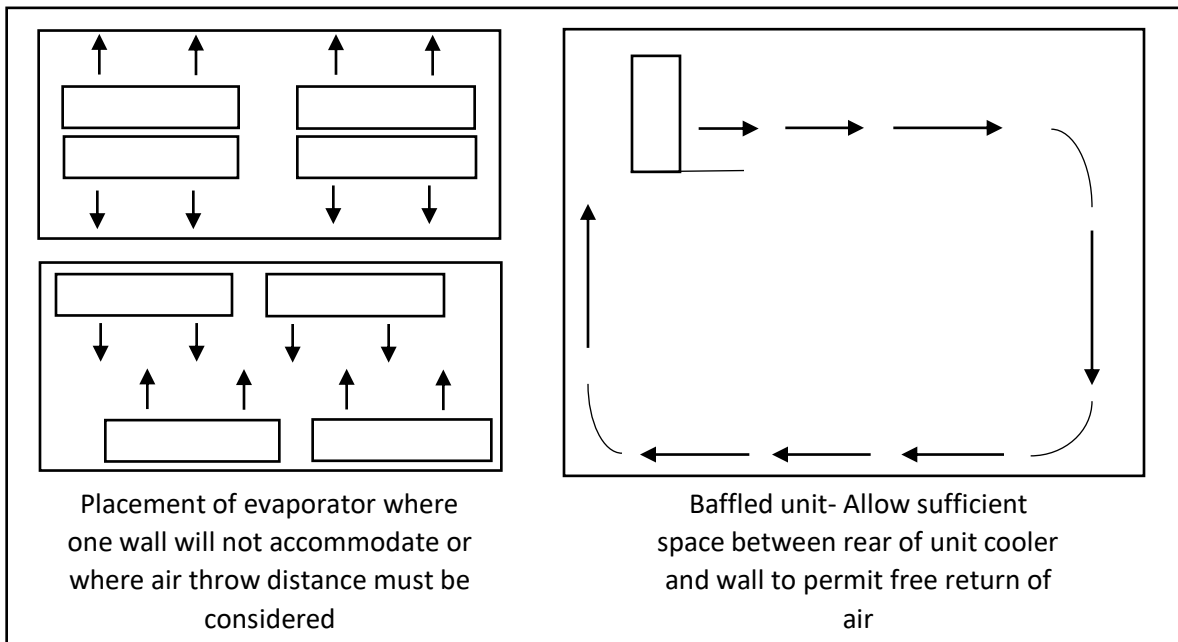 Placement of evaporator where
one wall will not accommodate or
where air throw distance must be
considered
Baffled unit- Allow sufficient
space between rear of unit cooler
and wall to permit free return of
air